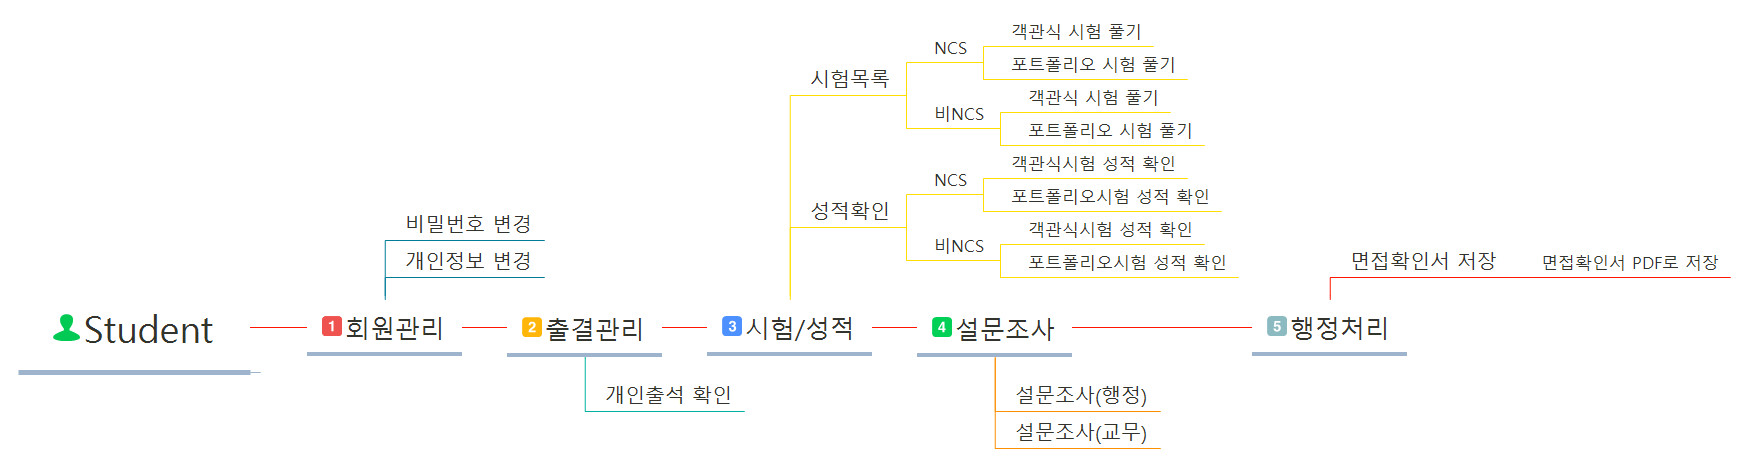 Student
1 회원관리
비밀번호 변경
개인정보 변경
2 출결관리
개인출석 확인
3 시험/성적
시험목록
NCS
객관식 시험 풀기
포트폴리오 시험 풀기
비NCS
객관식 시험 풀기
포트폴리오 시험 풀기
성적확인
NCS
객관식시험 성적 확인
포트폴리오시험 성적 확인
비NCS
객관식시험 성적 확인
포트폴리오시험 성적 확인
4 설문조사
설문조사(행정)
설문조사(교무)
5 행정처리
면접확인서 저장
면접확인서 PDF로 저장